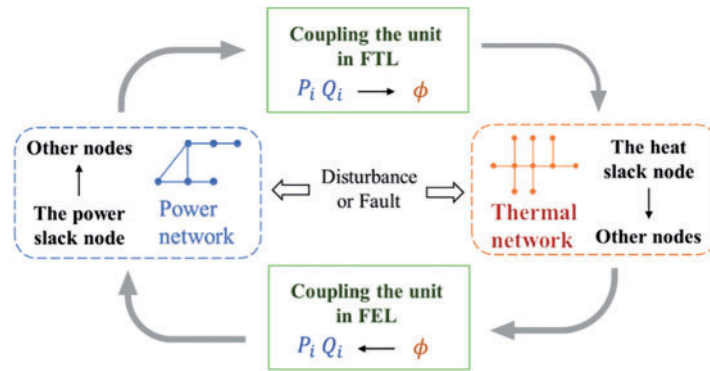 Coupling the unit
in FTL
P_i Q_i → ϕ
Other nodes
The power
slack node
Power
network
Disturbance
or Fault
The heat
slack node
Thermal
network
Other nodes
Coupling the unit
in FEL
P_i Q_i ← ϕ